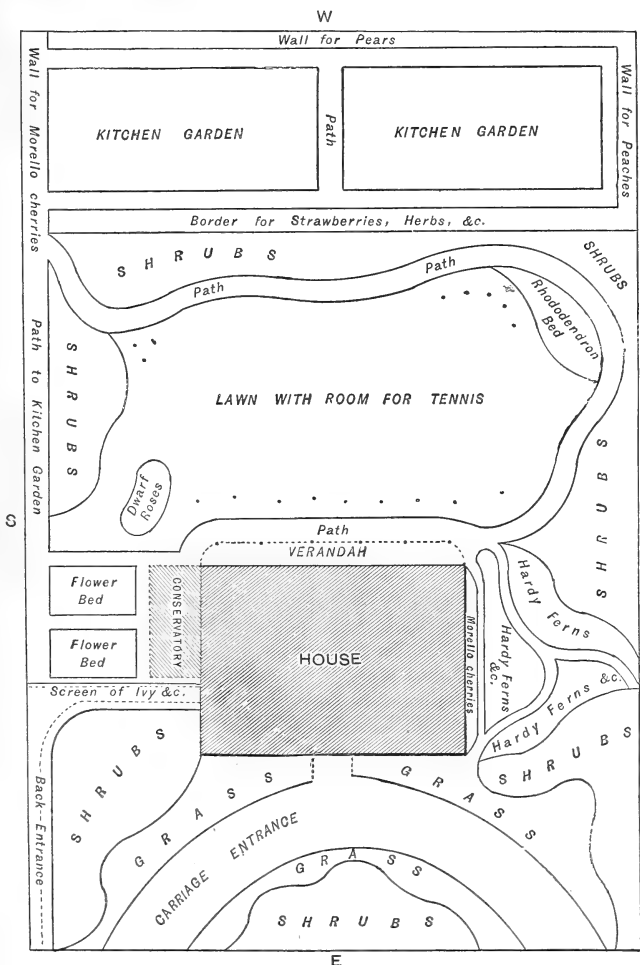 W
Wall for Pears
Wall for Morello cherries
Wall for Peaches
KITCHEN GARDEN
Path
KITCHEN GARDEN
Border for Strawberries, Herbs, &c.
SHRUBS
SHRUBS
Path
Path
Rhododendron
Bed
Path to Kitchen Garden
SHRUBS
LAWN WITH ROOM FOR TENNIS
SHRUBS
Dwarf
Roses
S
Path
VERANDAH
Flower
Bed
CONSERVATORY
Hardy Ferns
Flower
Bed
HOUSE
Morello cherries
Hardy Ferns
&c.
Screen of Ivy &c.
Hardy Ferns &c.
SHRUBS
SHRUBS
GRASS
GRASS
Back-Entrance
CARRIAGE ENTRANCE
GRASS
SHRUBS
E